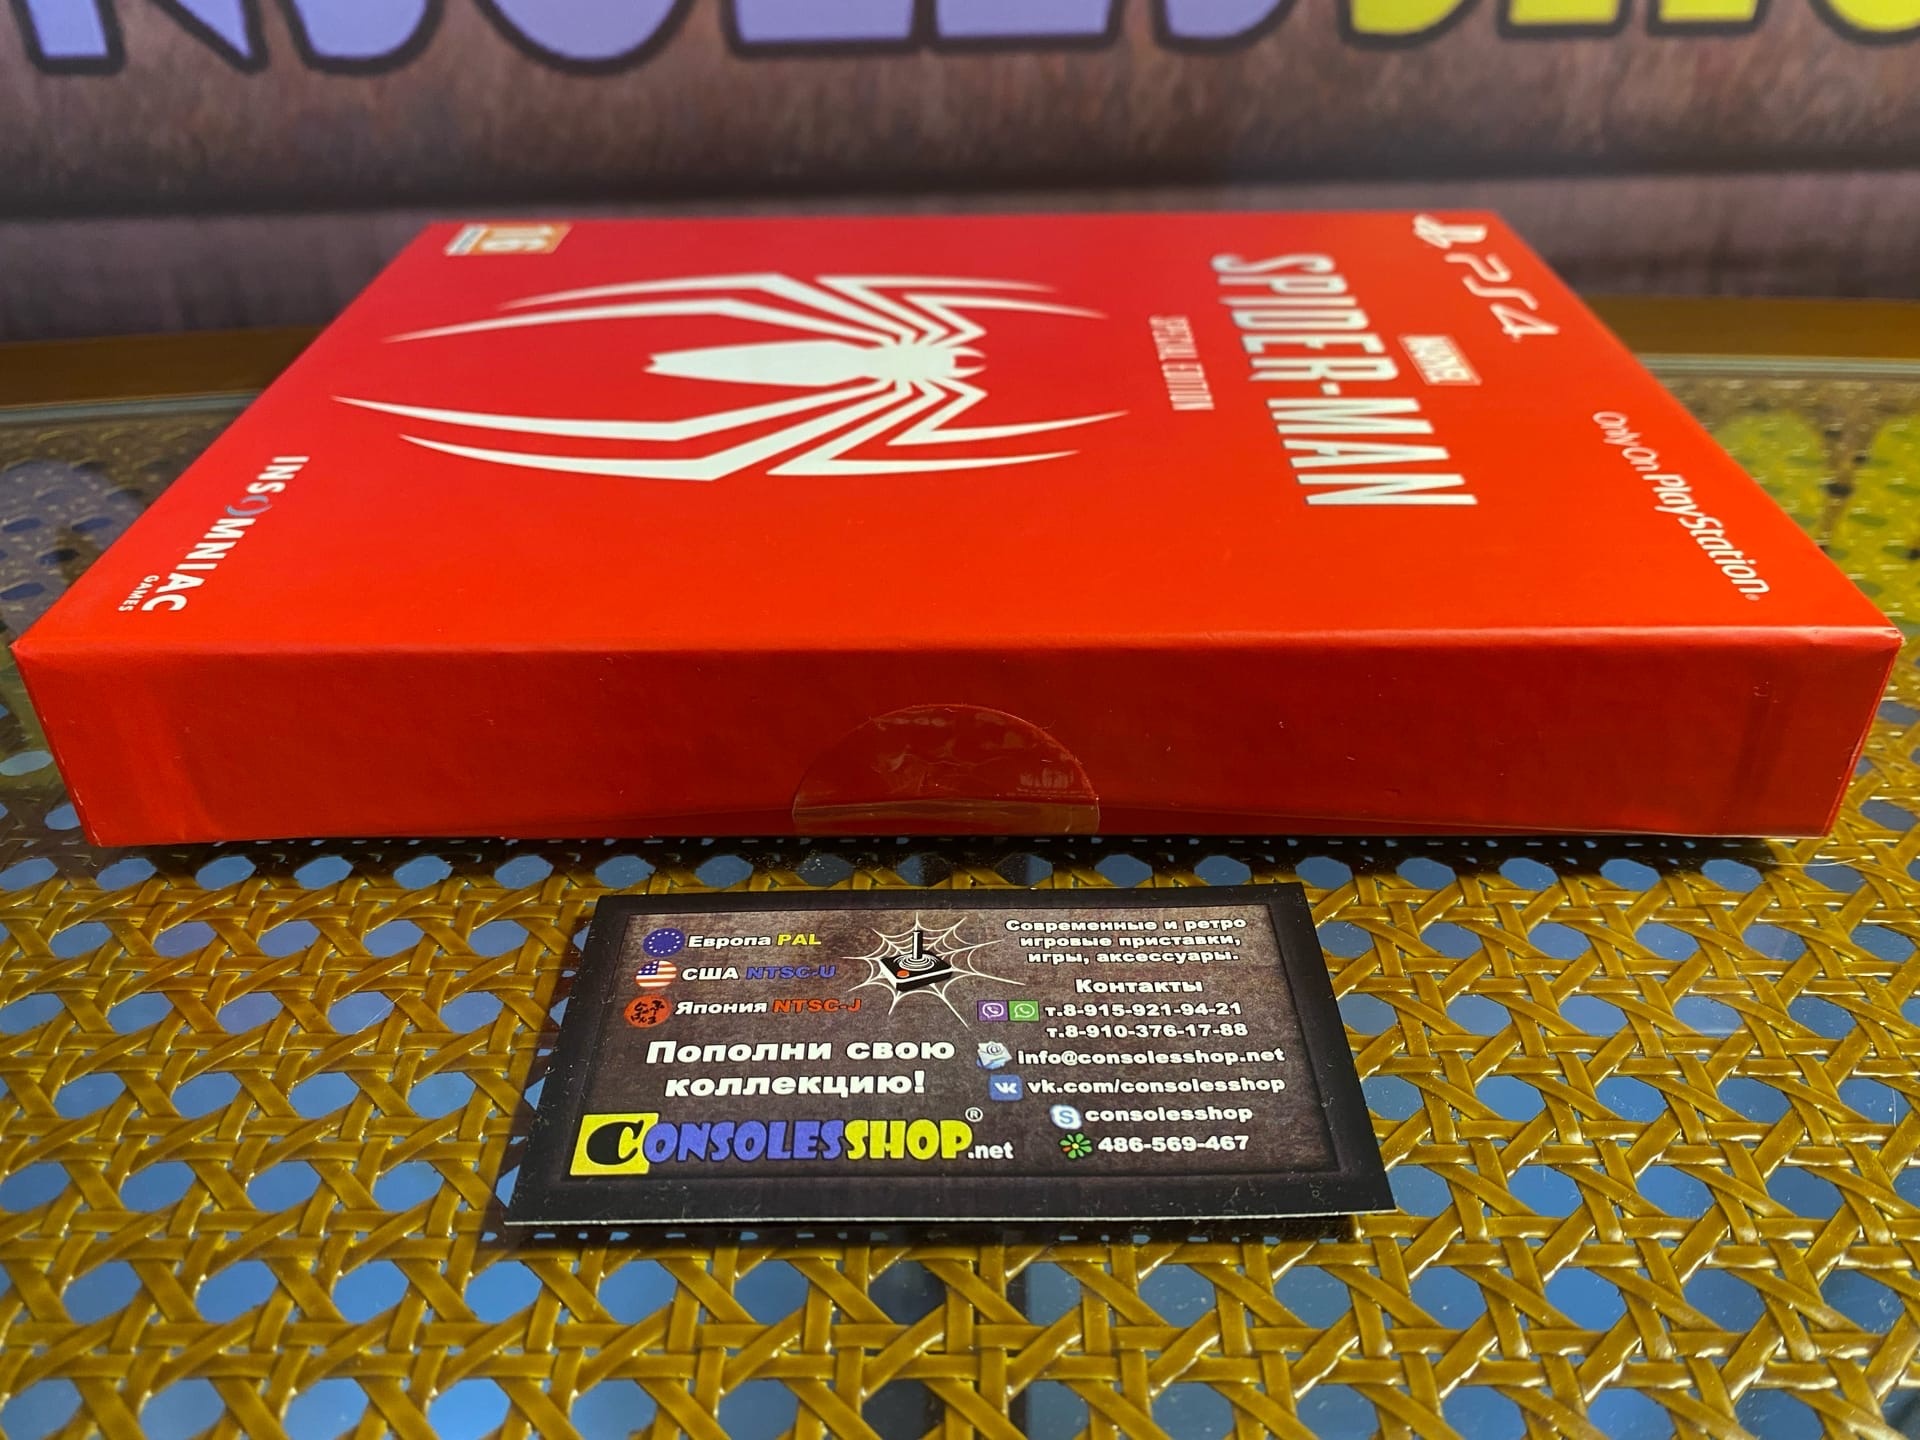 PS4
Only On PlayStation®
MARVEL
SPIDER-MAN
SPECIAL EDITION
16
INSOMNIAC
GAMES
Европа PAL
США NTSC-U
Япония NTSC-J
Пополни свою
коллекцию!
CONSOLESSHOP®.net
Современные и ретро
игровые приставки,
игры, аксессуары.
Контакты
т.8-915-921-94-21
т.8-910-376-17-88
info@consolesshop.net
vk.com/consolesshop
consolesshop
486-569-467